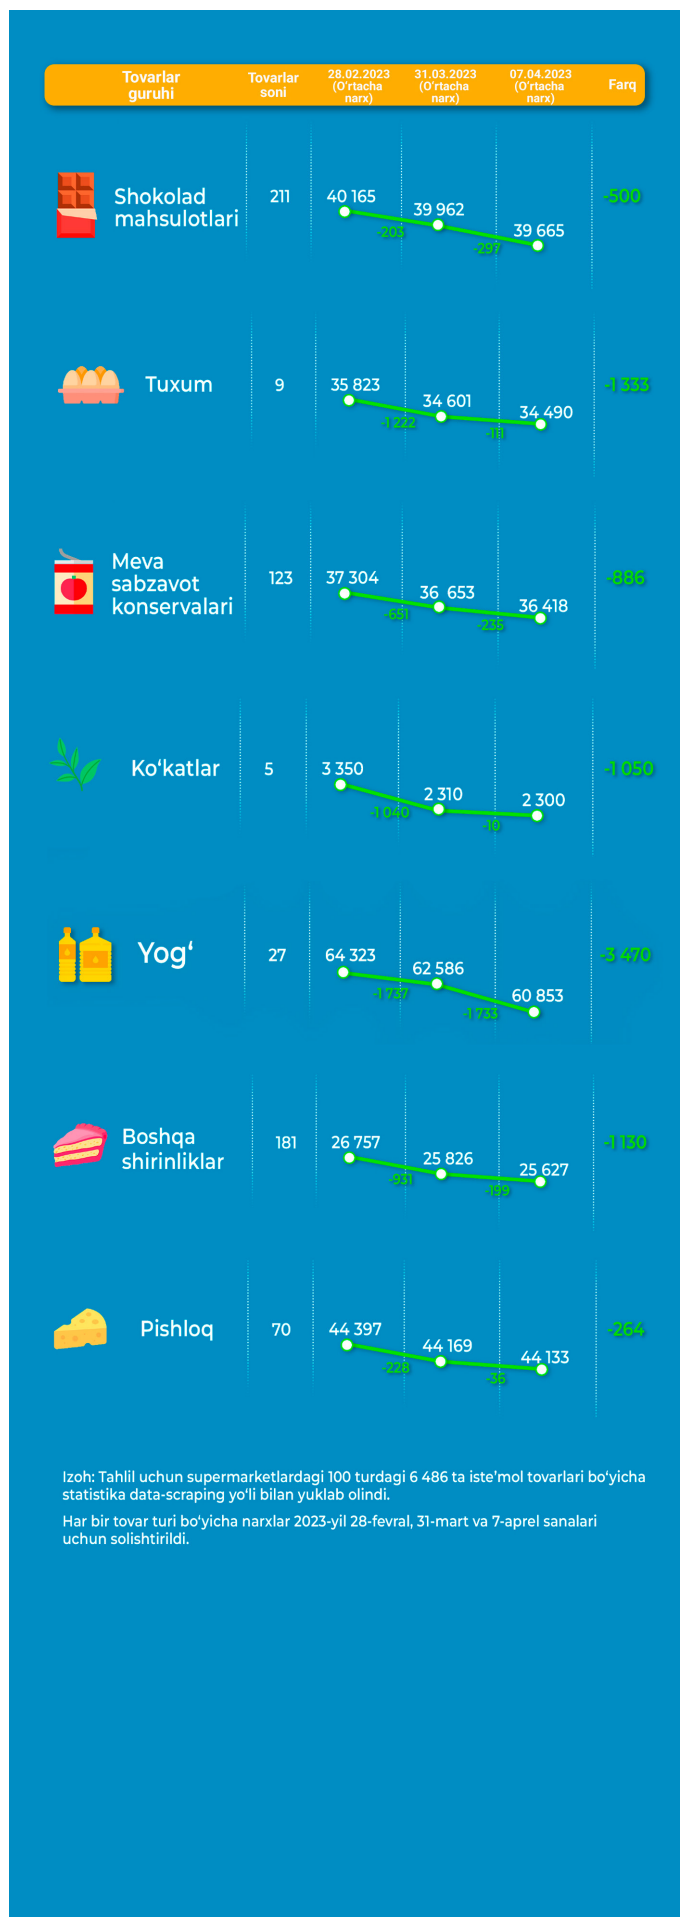 Tovarlar
guruhi
Tovarlar
soni
28.02.2023
(O'rtacha
narx)
31.03.2023
(O'rtacha
narx)
07.04.2023
(O'rtacha
narx)
Farq
Shokolad
mahsulotlari
211
40 165
-203
39 962
-297
39 665
-500
Tuxum
9
35 823
-1 222
34 601
-111
34 490
-1 333
Meva
sabzavot
konservalari
123
37 304
-651
36 653
-235
36 418
-886
Ko‘katlar
5
3 350
-1 040
2 310
-10
2 300
-1 050
Yog‘
27
64 323
-1 737
62 586
-1 733
60 853
-3 470
Boshqa
shirinliklar
181
26 757
-931
25 826
-199
25 627
-1 130
Pishloq
70
44 397
-228
44 169
-36
44 133
-264
Izoh: Tahlil uchun supermarketlardagi 100 turdagi 6 486 ta iste’mol tovarlari bo‘yicha
statistika data-scraping yo‘li bilan yuklab olindi.
Har bir tovar turi bo‘yicha narxlar 2023-yil 28-fevral, 31-mart va 7-aprel sanalari
uchun solishtirildi.